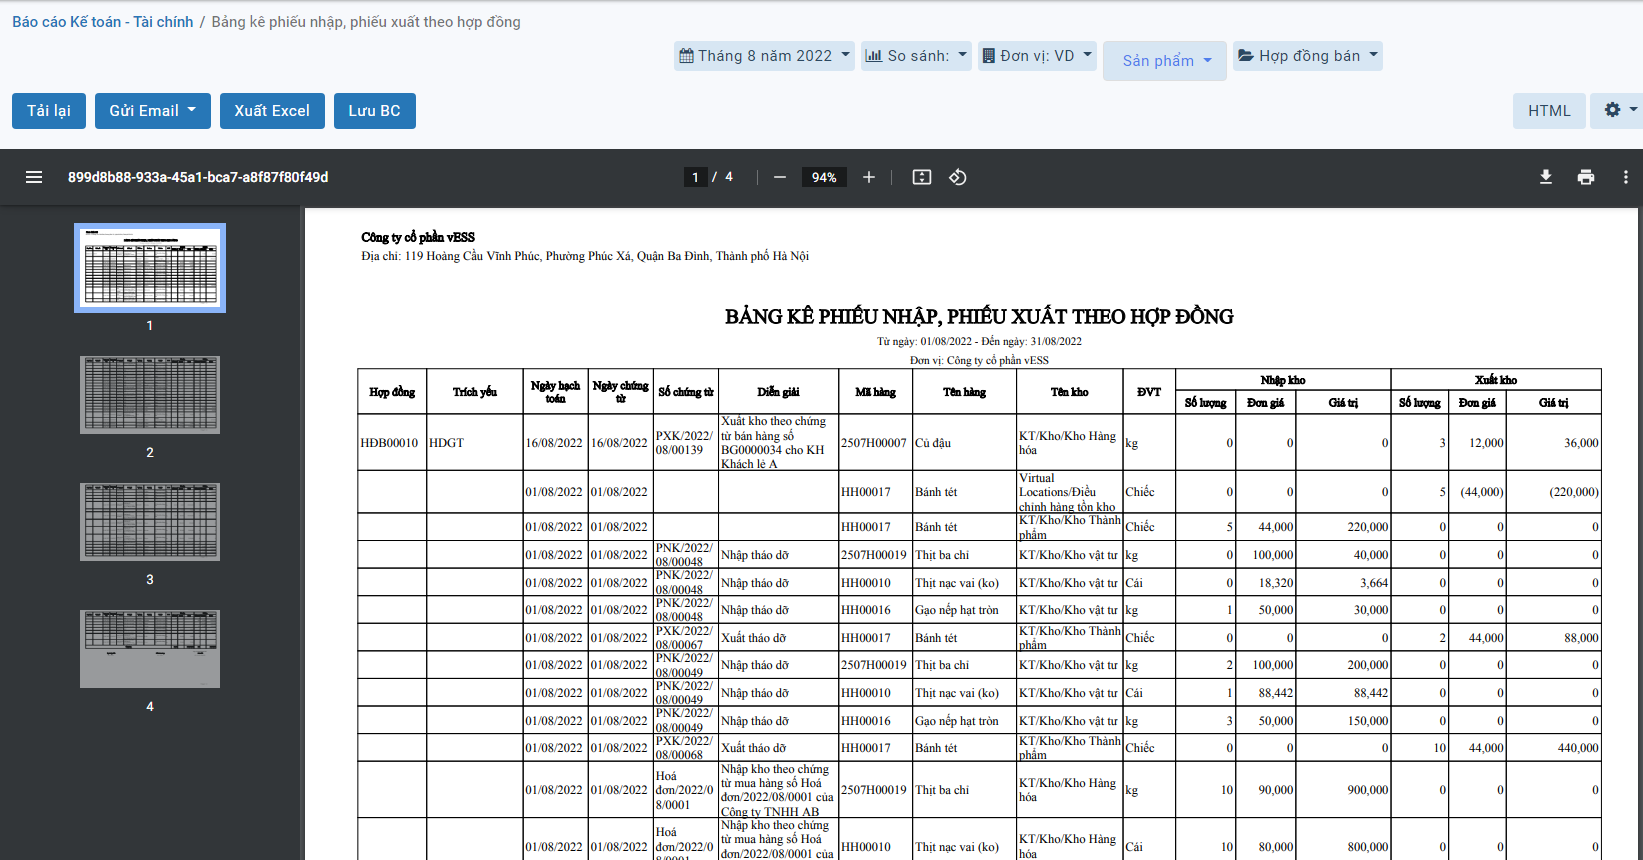 Báo cáo Kế toán - Tài chính / Bảng kê phiếu nhập, phiếu xuất theo hợp đồng
Tháng 8 năm 2022 So sánh: Đơn vị: VD Sản phẩm Hợp đồng bán
Tải lại Gửi Email Xuất Excel Lưu BC HTML
899d8b88-933a-45a1-bca7-a8f87f80f49d 1 / 4 94%
1
2
3
4
Công ty cổ phần vESS
Địa chỉ: 119 Hoàng Cầu Vĩnh Phúc, Phường Phúc Xá, Quận Ba Đình, Thành phố Hà Nội
BẢNG KÊ PHIẾU NHẬP, PHIẾU XUẤT THEO HỢP ĐỒNG
Từ ngày: 01/08/2022 - Đến ngày: 31/08/2022
Đơn vị: Công ty cổ phần vESS
Hợp đồng Trích yếu Ngày hạch toán Ngày chứng từ Số chứng từ Diễn giải Mã hàng Tên hàng Tên kho ĐVT Nhập kho Xuất kho
Số lượng Đơn giá Giá trị Số lượng Đơn giá Giá trị
HĐB00010 HDGT 16/08/2022 16/08/2022 PXK/2022/08/00139 Xuất kho theo chứng từ bán hàng số BG0000034 cho KH Khách lẻ A 2507H00007 Củ đậu KT/Kho/Kho Hàng hóa kg 0 0 0 3 12,000 36,000
01/08/2022 01/08/2022 HH00017 Bánh tét Virtual Locations/Điều chỉnh hàng tồn kho Chiếc 0 0 0 5 (44,000) (220,000)
01/08/2022 01/08/2022 HH00017 Bánh tét KT/Kho/Kho Thành phẩm Chiếc 5 44,000 220,000 0 0 0
01/08/2022 01/08/2022 PNK/2022/08/00048 Nhập tháo dỡ 2507H00019 Thịt ba chỉ KT/Kho/Kho vật tư kg 0 100,000 40,000 0 0 0
01/08/2022 01/08/2022 PNK/2022/08/00048 Nhập tháo dỡ HH00010 Thịt nạc vai (ko) KT/Kho/Kho vật tư Cái 0 18,320 3,664 0 0 0
01/08/2022 01/08/2022 PNK/2022/08/00048 Nhập tháo dỡ HH00016 Gạo nếp hạt tròn KT/Kho/Kho vật tư kg 1 50,000 30,000 0 0 0
01/08/2022 01/08/2022 PXK/2022/08/00067 Xuất tháo dỡ HH00017 Bánh tét KT/Kho/Kho Thành phẩm Chiếc 0 0 0 2 44,000 88,000
01/08/2022 01/08/2022 PNK/2022/08/00049 Nhập tháo dỡ 2507H00019 Thịt ba chỉ KT/Kho/Kho vật tư kg 2 100,000 200,000 0 0 0
01/08/2022 01/08/2022 PNK/2022/08/00049 Nhập tháo dỡ HH00010 Thịt nạc vai (ko) KT/Kho/Kho vật tư Cái 1 88,442 88,442 0 0 0
01/08/2022 01/08/2022 PNK/2022/08/00049 Nhập tháo dỡ HH00016 Gạo nếp hạt tròn KT/Kho/Kho vật tư kg 3 50,000 150,000 0 0 0
01/08/2022 01/08/2022 PXK/2022/08/00068 Xuất tháo dỡ HH00017 Bánh tét KT/Kho/Kho Thành phẩm Chiếc 0 0 0 10 44,000 440,000
01/08/2022 01/08/2022 Hoá đơn/2022/08/0001 Nhập kho theo chứng từ mua hàng số Hoá đơn/2022/08/0001 của Công ty TNHH AB 2507H00019 Thịt ba chỉ KT/Kho/Kho Hàng hóa kg 10 90,000 900,000 0 0 0
01/08/2022 01/08/2022 Hoá đơn/2022/08/0001 Nhập kho theo chứng từ mua hàng số Hoá đơn/2022/08/0001 của HH00010 Thịt nạc vai (ko) KT/Kho/Kho Hàng hóa Cái 10 80,000 800,000 0 0 0